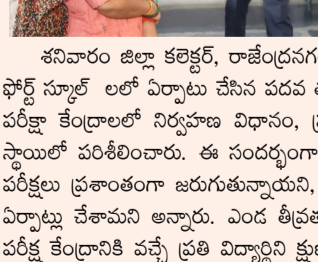 శనివారం జిల్లా కలెక్టర్, రాజేంద్రనగ
ఫోర్ట్ స్కూల్ లలో ఏర్పాటు చేసిన పదవ
పరీక్షా కేంద్రాలలో నిర్వహణ విధానం,
స్థాయిలో పరిశీలించారు. ఈ సందర్భంగా
పరీక్షలు ప్రశాంతంగా జరుగుతున్నాయని,
ఏర్పాట్లు చేశామని అన్నారు. ఎండ తీవ్రత
పరీక్ష కేంద్రానికి వచ్చే ప్రతి విద్యార్థిని క్షుణ